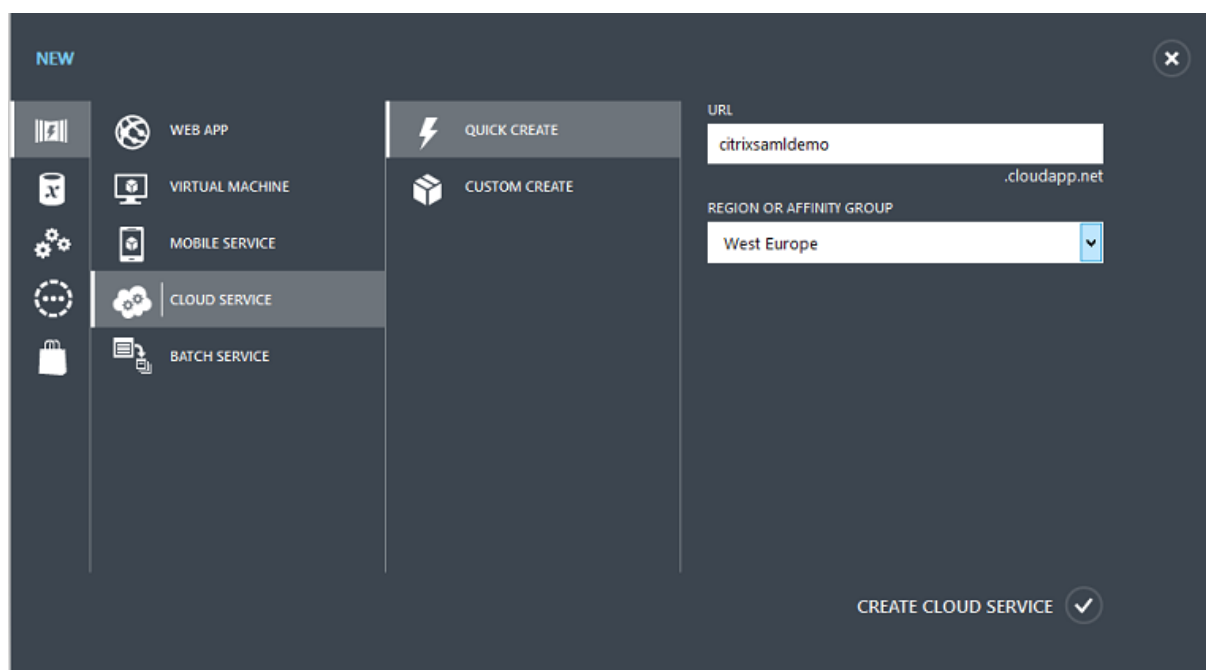 NEW
WEB APP
VIRTUAL MACHINE
MOBILE SERVICE
CLOUD SERVICE
BATCH SERVICE
QUICK CREATE
CUSTOM CREATE
URL
citrixsamldemo
.cloudapp.net
REGION OR AFFINITY GROUP
West Europe
CREATE CLOUD SERVICE